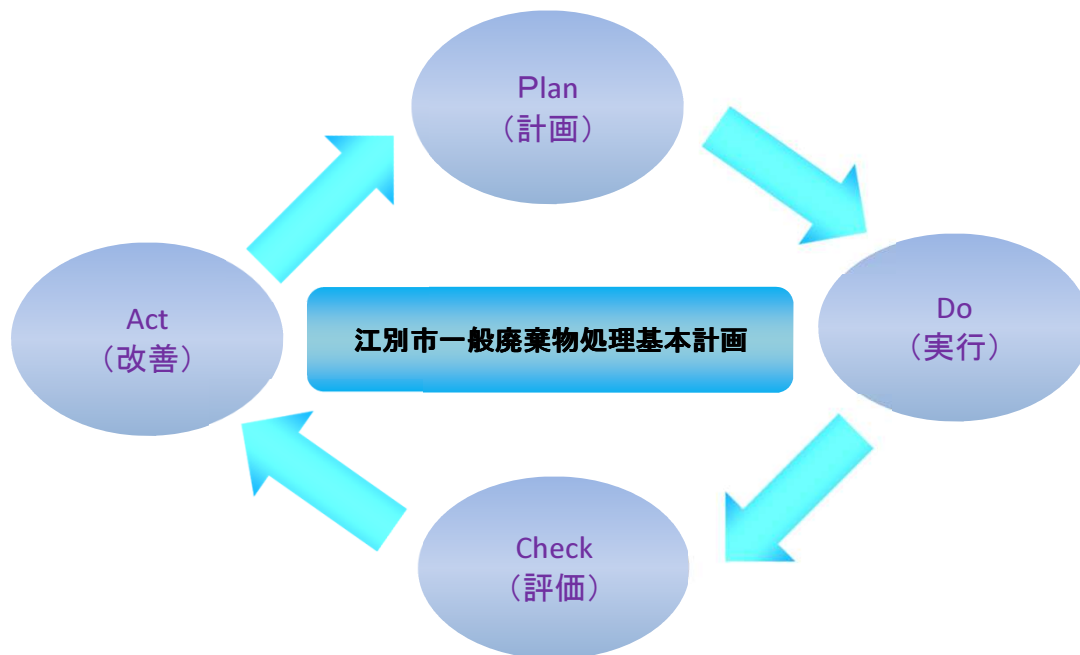 Plan
（計画）
Do
（実行）
江別市一般廃棄物処理基本計画
Act
（改善）
Check
（評価）